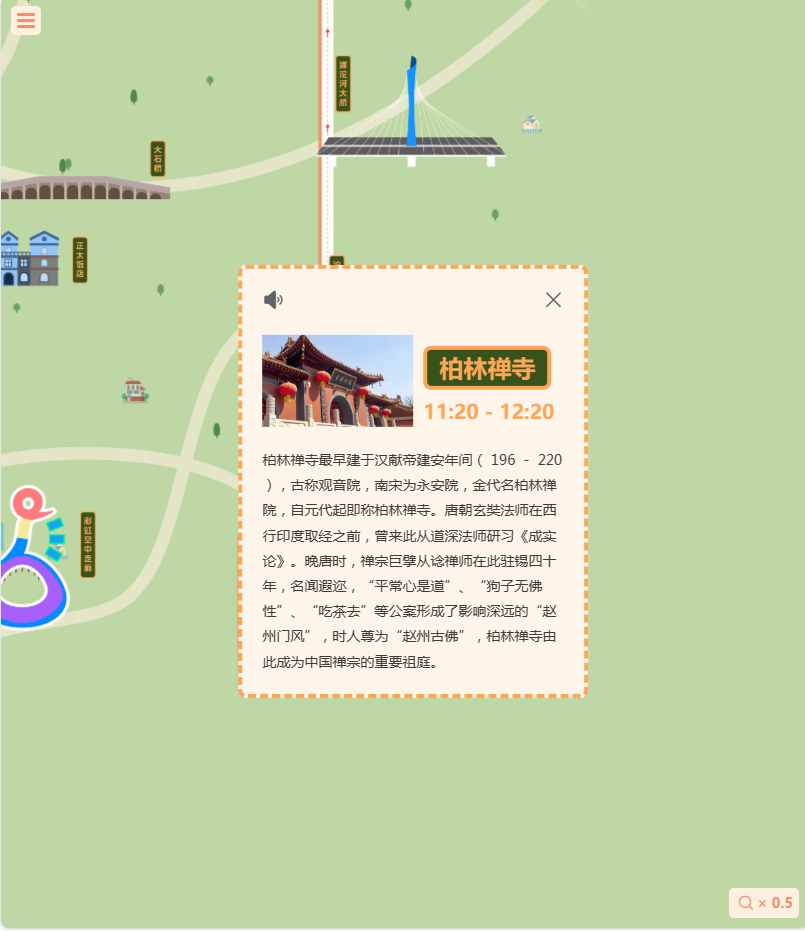 滹沱河大桥
大石桥
正太饭店
柏林禅寺
11:20 - 12:20
柏林禅寺最早建于汉献帝建安年间（ 196 - 220
），古称观音院，南宋为永安院，金代名柏林禅
院，自元代起即称柏林禅寺。唐朝玄奘法师在西
行印度取经之前，曾来此从道深法师研习《成实
论》。晚唐时，禅宗巨擘从谂禅师在此驻锡四十
年，名闻遐迩，“平常心是道”、“狗子无佛
性”、“吃茶去”等公案形成了影响深远的“赵
州门风”，时人尊为“赵州古佛”，柏林禅寺由
此成为中国禅宗的重要祖庭。
彩虹空中走廊
× 0.5